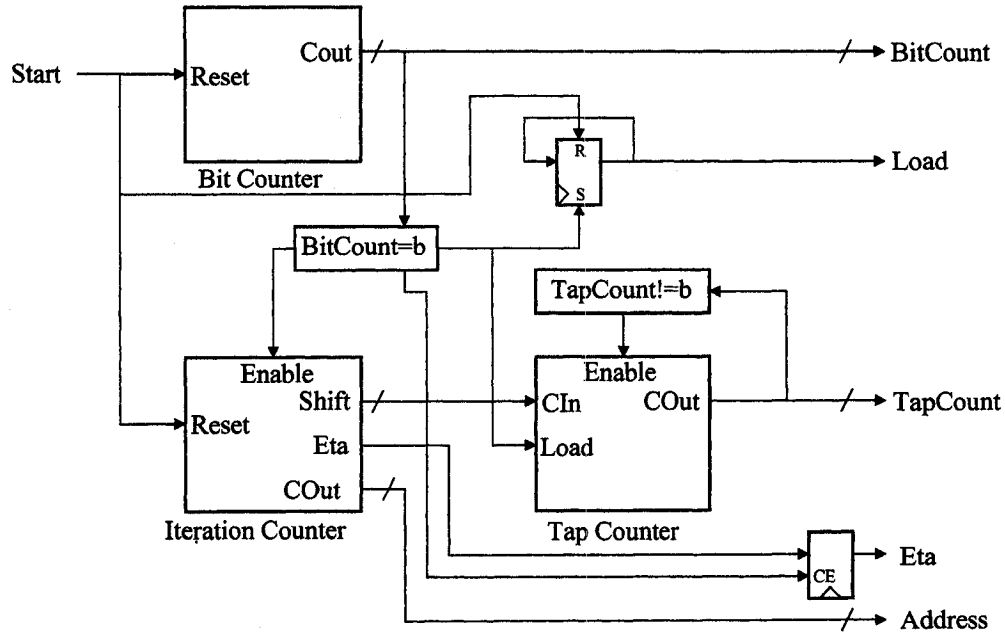 Start
Reset
Cout
Bit Counter
BitCount
R
S
Load
BitCount=b
TapCount!=b
Enable
Reset
Shift
Eta
COut
Iteration Counter
Enable
CIn
COut
Load
Tap Counter
TapCount
CE
Eta
Address